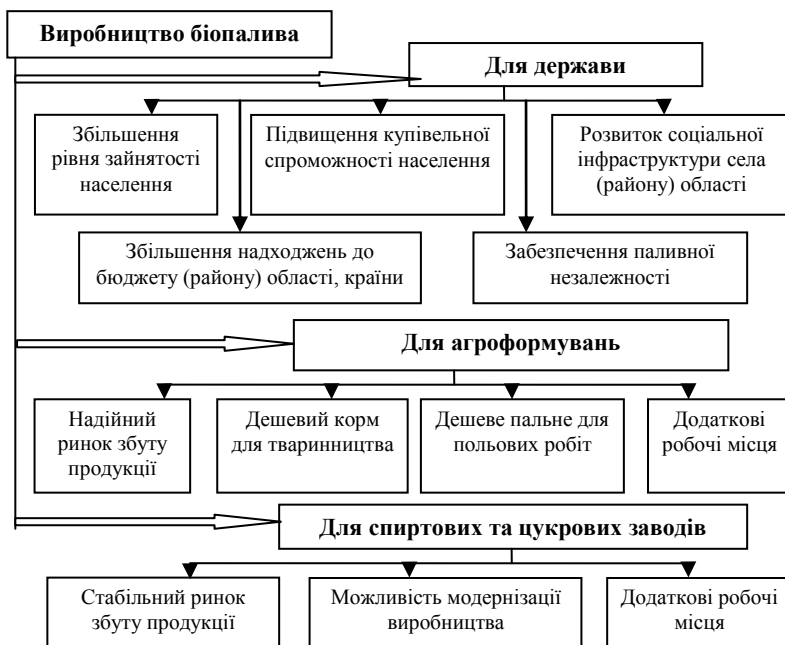 Виробництво біопалива
Для держави
Збільшення
рівня зайнятості
населення
Підвищення купівельної
спроможності населення
Розвиток соціальної
інфраструктури села
(району) області
Збільшення надходжень до
бюджету (району) області, країни
Забезпечення паливної
незалежності
Для агроформувань
Надійний
ринок збуту
продукції
Дешевий корм
для тваринництва
Дешеве пальне для
польових робіт
Додаткові
робочі місця
Для спиртових та цукрових заводів
Стабільний ринок
збуту продукції
Можливість модернізації
виробництва
Додаткові робочі
місця